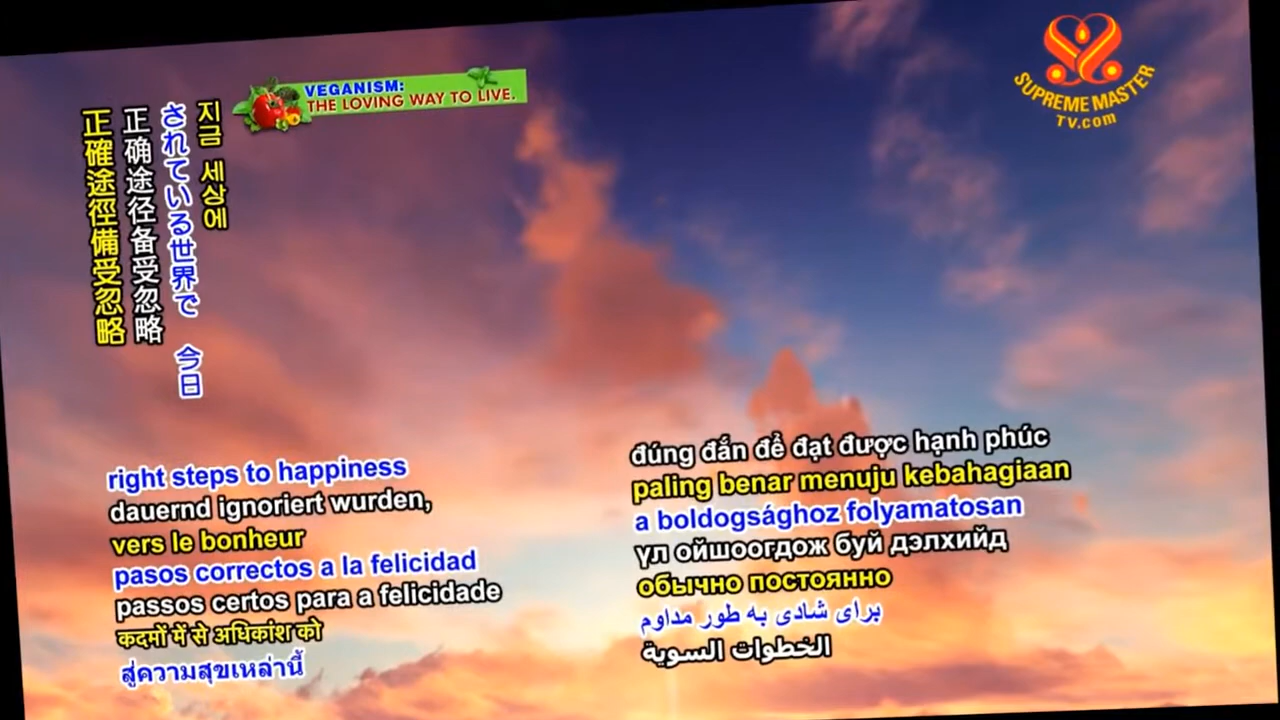 VEGANISM:
THE LOVING WAY TO LIVE.
SUPREME MASTER
TV.com
지금 세상에
されている世界で 今日
正确途径备受忽略
正確途徑備受忽略
right steps to happiness
dauernd ignoriert wurden,
vers le bonheur
pasos correctos a la felicidad
passos certos para a felicidade
कदमों में से अधिकांश को
สู่ความสุขเหล่านี้
đúng đắn để đạt được hạnh phúc
paling benar menuju kebahagiaan
a boldogsághoz folyamatosan
үл ойшоогдож буй дэлхийд
обычно постоянно
برای شادی به طور مداوم
الخطوات السوية